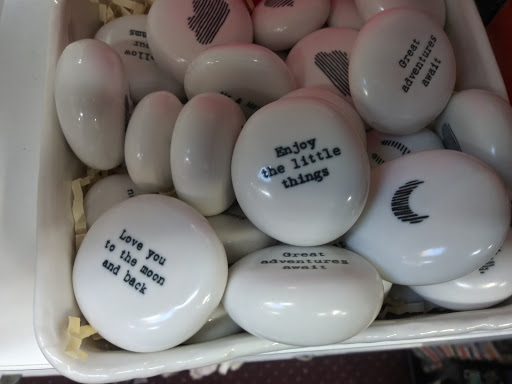 Great
adventures
await
Enjoy
the little
things
Love you
to the moon
and back
Great
adventures
await